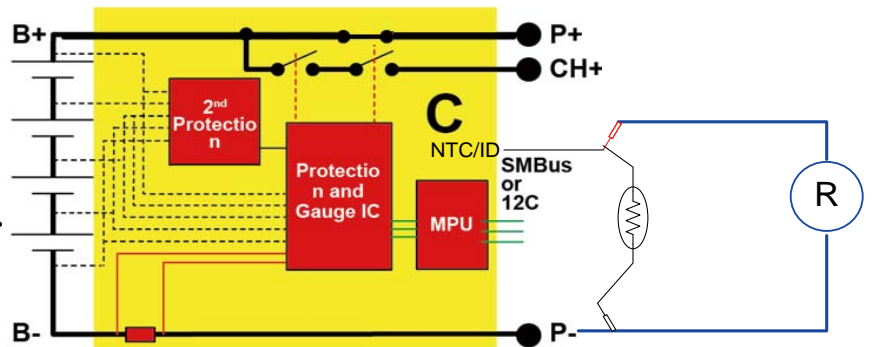 B+
P+
CH+
2nd
Protectio
n
C
NTC/ID
SMBus
or
12C
Protectio
n and
Gauge IC
MPU
R
B-
P-